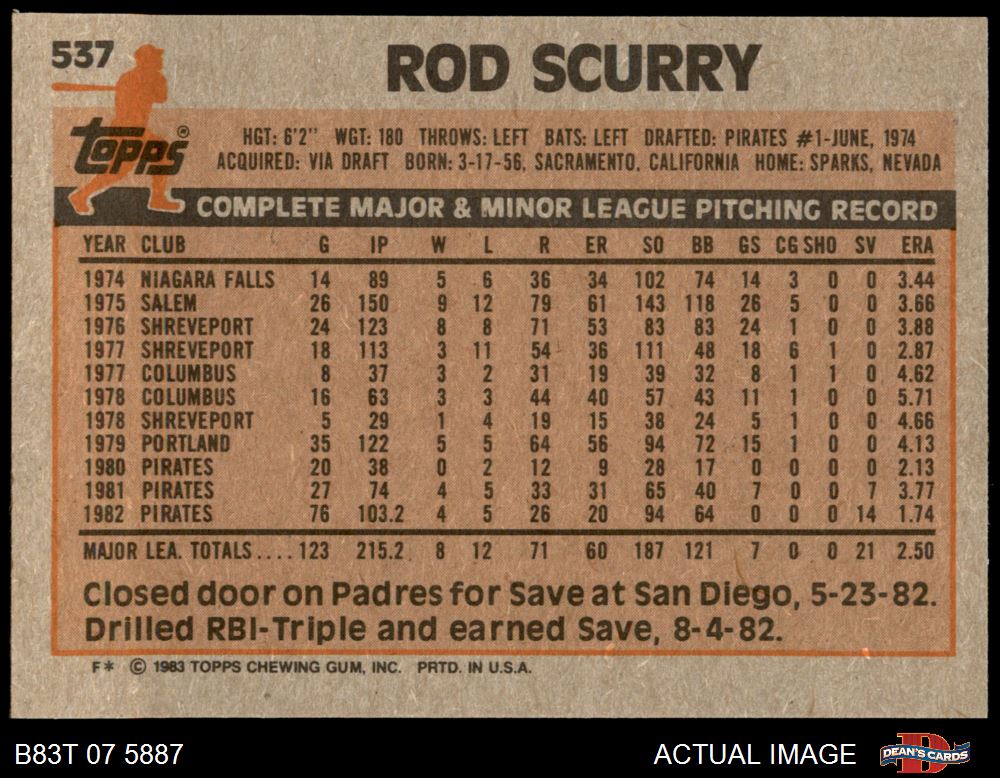 537
ROD SCURRY
topps®
HGT: 6'2" WGT: 180 THROWS: LEFT BATS: LEFT DRAFTED: PIRATES #1-JUNE, 1974
ACQUIRED: VIA DRAFT BORN: 3-17-56, SACRAMENTO, CALIFORNIA HOME: SPARKS, NEVADA
COMPLETE MAJOR & MINOR LEAGUE PITCHING RECORD
YEAR CLUB G IP W L R ER SO BB GS CG SHO SV ERA
1974 NIAGARA FALLS 14 89 5 6 36 34 102 74 14 3 0 0 3.44
1975 SALEM 26 150 9 12 79 61 143 118 26 5 0 0 3.66
1976 SHREVEPORT 24 123 8 8 71 53 83 83 24 1 0 0 3.88
1977 SHREVEPORT 18 113 3 11 54 36 111 48 18 6 1 0 2.87
1977 COLUMBUS 8 37 3 2 31 19 39 32 8 1 1 0 4.62
1978 COLUMBUS 16 63 3 3 44 40 57 43 11 1 0 0 5.71
1978 SHREVEPORT 5 29 1 4 19 15 38 24 5 1 0 0 4.66
1979 PORTLAND 35 122 5 5 64 56 94 72 15 1 0 0 4.13
1980 PIRATES 20 38 0 2 12 9 28 17 0 0 0 0 2.13
1981 PIRATES 27 74 4 5 33 31 65 40 7 0 0 7 3.77
1982 PIRATES 76 103.2 4 5 26 20 94 64 0 0 0 14 1.74
MAJOR LEA. TOTALS.... 123 215.2 8 12 71 60 187 121 7 0 0 21 2.50
Closed door on Padres for Save at San Diego, 5-23-82.
Drilled RBI-Triple and earned Save, 8-4-82.
F* © 1983 TOPPS CHEWING GUM, INC. PRTD. IN U.S.A.
B83T 07 5887 ACTUAL IMAGE D DEAN'S CARDS